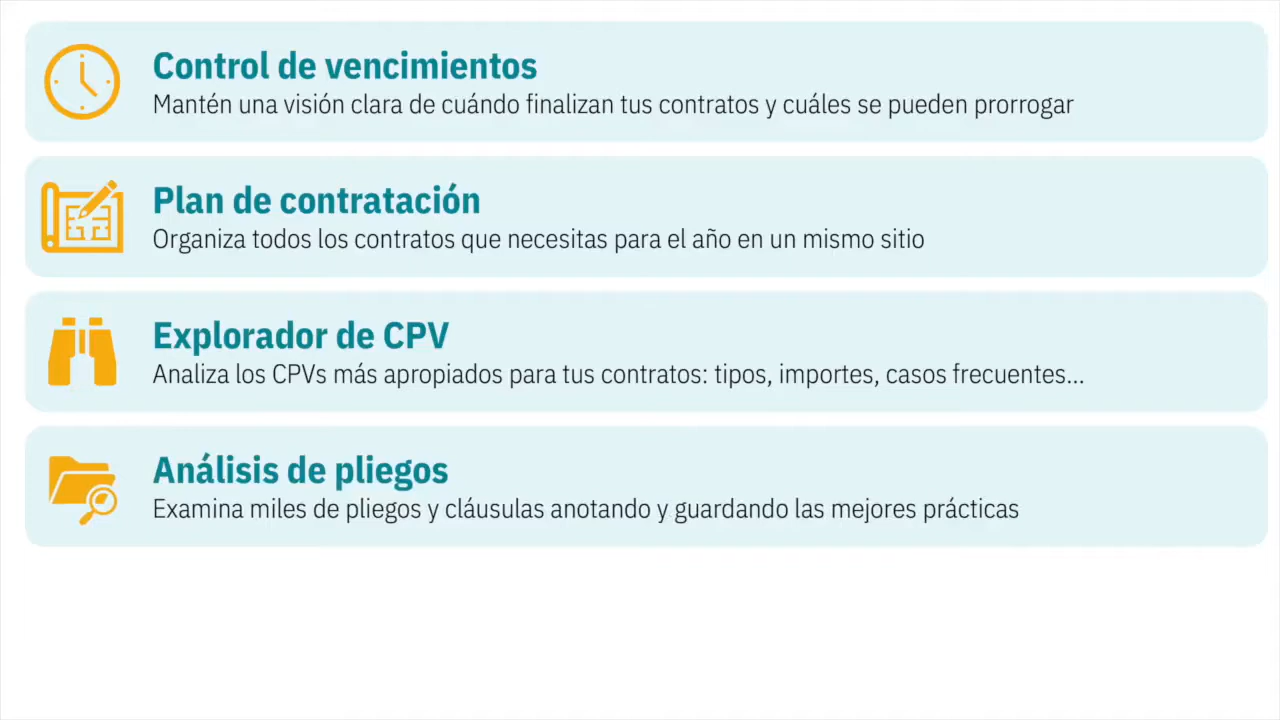 Control de vencimientos
Mantén una visión clara de cuándo finalizan tus contratos y cuáles se pueden prorrogar
Plan de contratación
Organiza todos los contratos que necesitas para el año en un mismo sitio
Explorador de CPV
Analiza los CPVs más apropiados para tus contratos: tipos, importes, casos frecuentes...
Análisis de pliegos
Examina miles de pliegos y cláusulas anotando y guardando las mejores prácticas